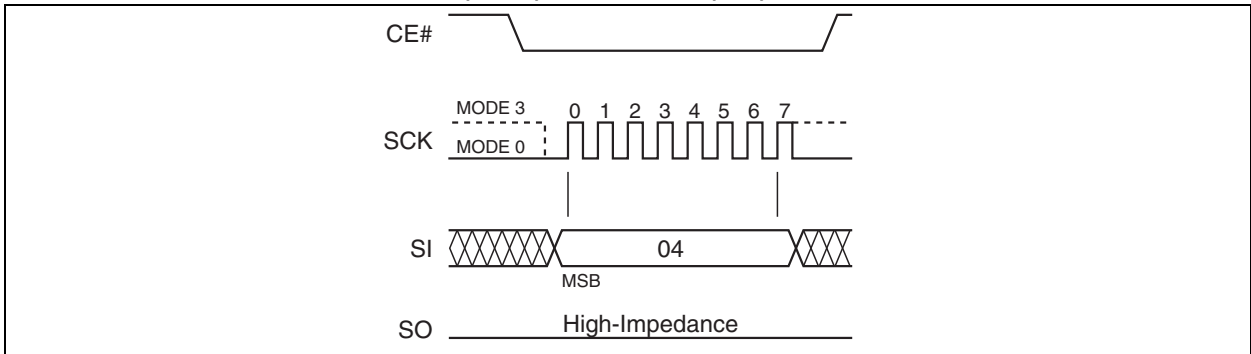 CE#
MODE 3
0 1 2 3 4 5 6 7
SCK
MODE 0
SI
04
MSB
SO
High-Impedance